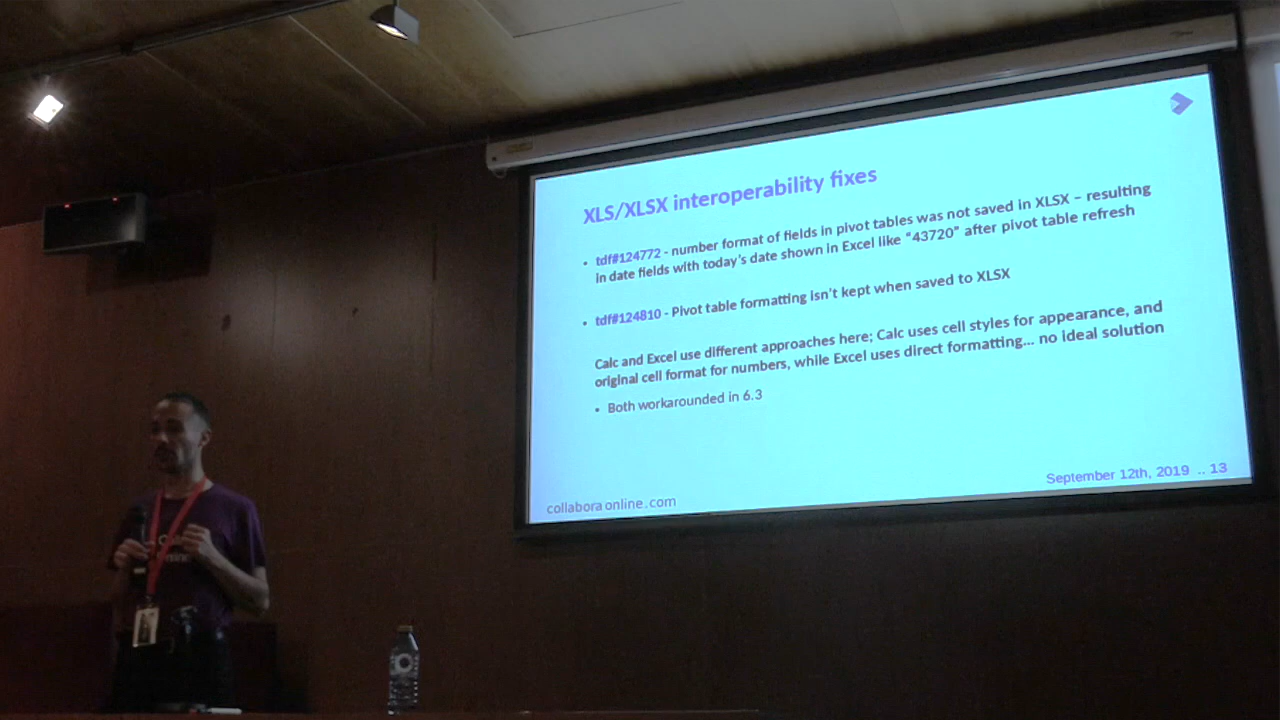 XLS/XLSX interoperability fixes
• tdf#124772 - number format of fields in pivot tables was not saved in XLSX – resulting
in date fields with today’s date shown in Excel like “43720” after pivot table refresh
• tdf#124810 - Pivot table formatting isn’t kept when saved to XLSX
Calc and Excel use different approaches here; Calc uses cell styles for appearance, and
original cell format for numbers, while Excel uses direct formatting... no ideal solution
• Both workarounded in 6.3
collabora online.com
September 12th, 2019 .. 13